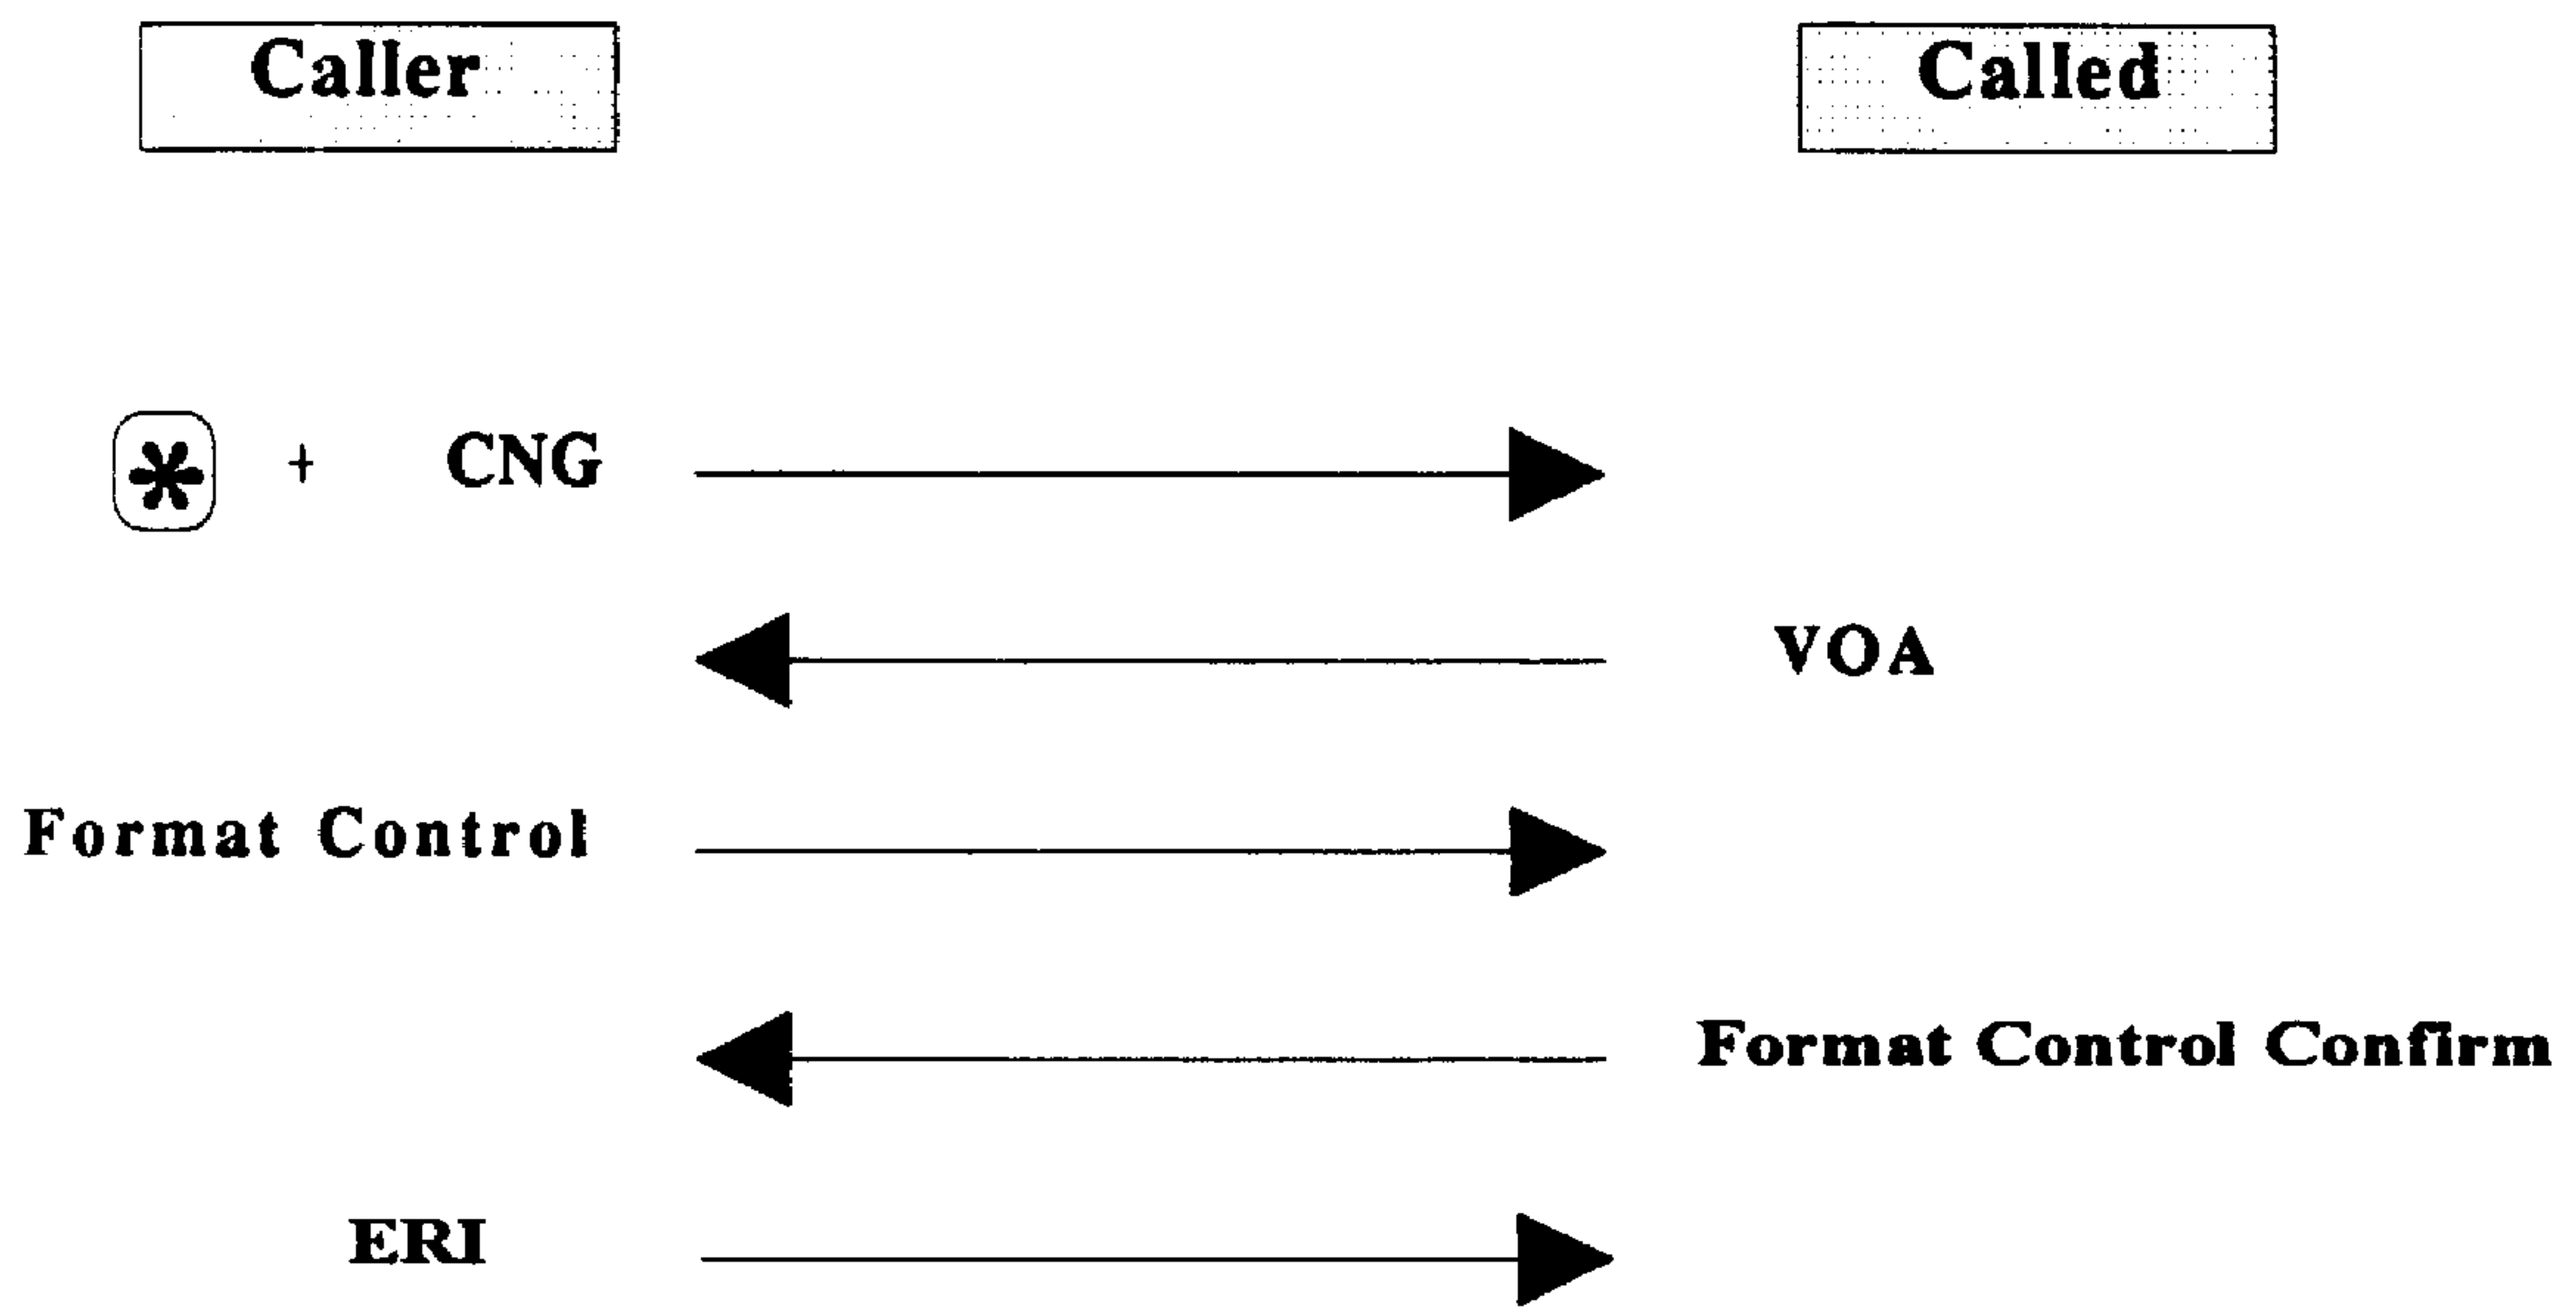 Caller
Called
* + CNG
VOA
Format Control
Format Control Confirm
ERI